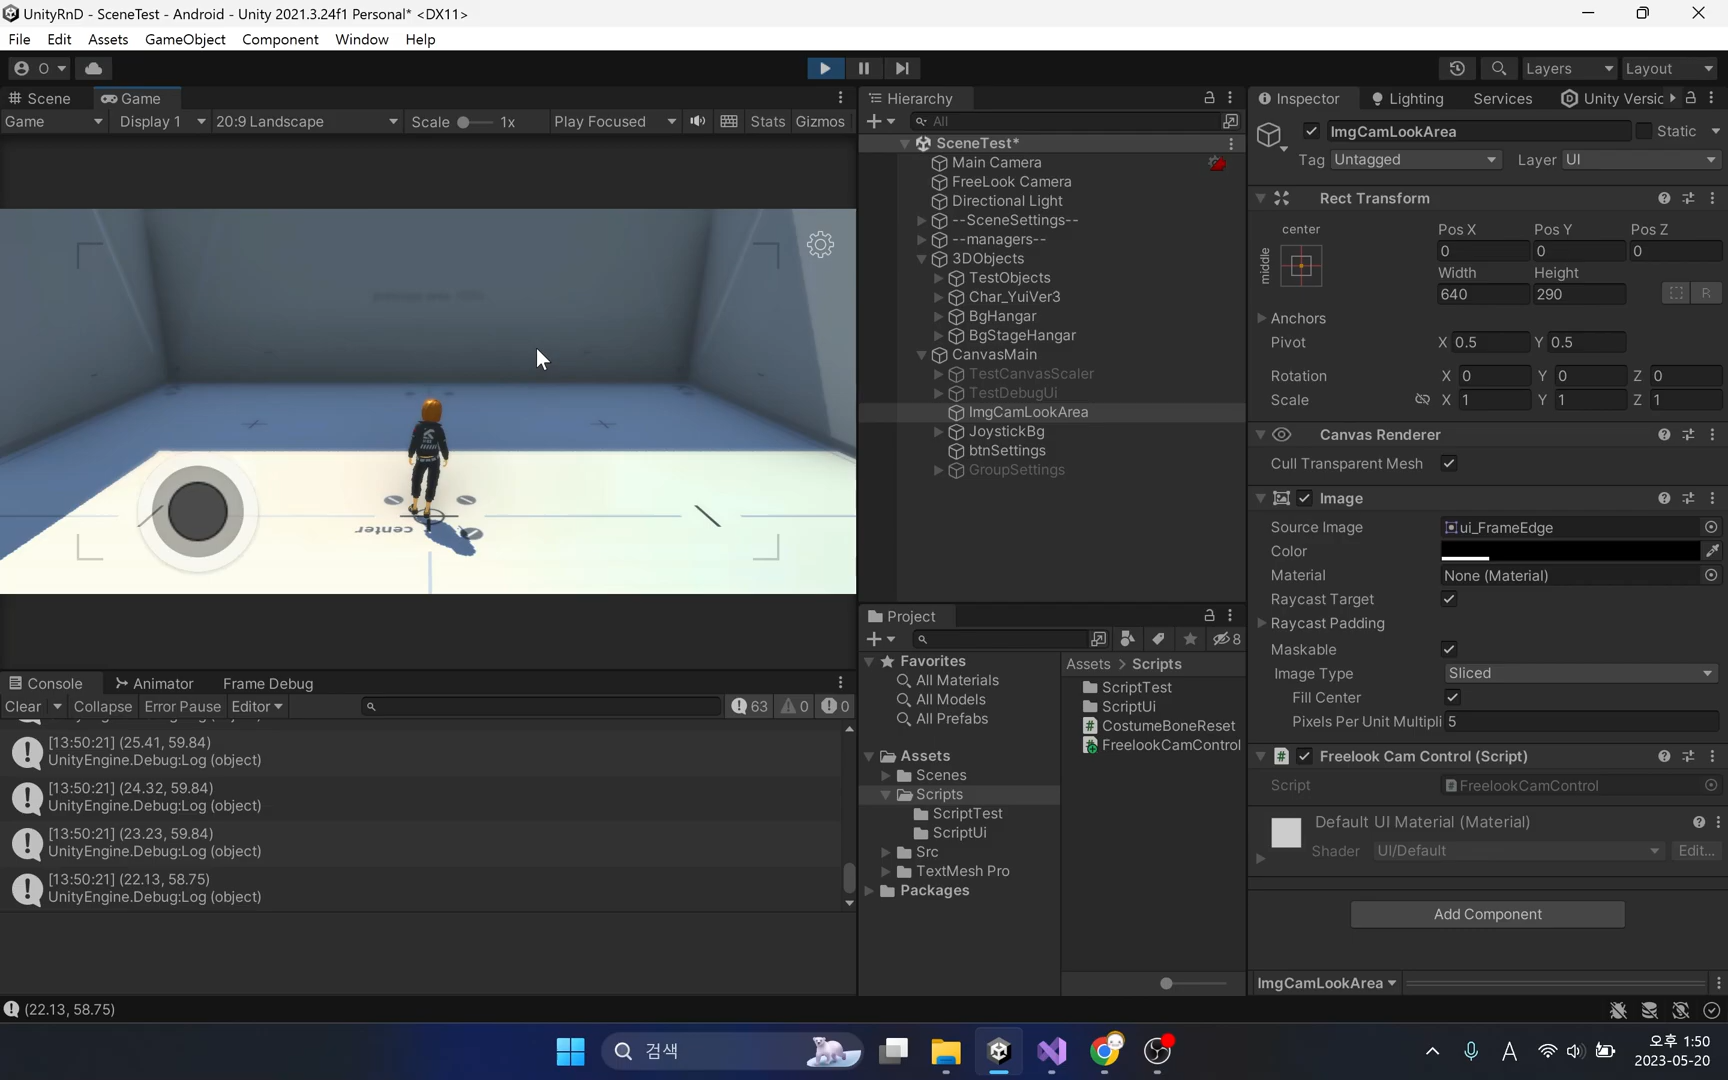 UnityRnD - SceneTest - Android - Unity 2021.3.24f1 Personal* <DX11>
File Edit Assets GameObject Component Window Help
O Layers Layout
Scene Game
Game Display 1 20:9 Landscape Scale 1x Play Focused Stats Gizmos
center
Console Animator Frame Debug
Clear Collapse Error Pause Editor 63 0 0
[13:50:21] (25.41, 59.84)
UnityEngine.Debug:Log (object)
[13:50:21] (24.32, 59.84)
UnityEngine.Debug:Log (object)
[13:50:21] (23.23, 59.84)
UnityEngine.Debug:Log (object)
[13:50:21] (22.13, 58.75)
UnityEngine.Debug:Log (object)
(22.13, 58.75)
Hierarchy
All
SceneTest*
Main Camera
FreeLook Camera
Directional Light
--SceneSettings--
--managers--
3DObjects
TestObjects
Char_YuiVer3
BgHangar
BgStageHangar
CanvasMain
TestCanvasScaler
TestDebugUi
ImgCamLookArea
JoystickBg
btnSettings
GroupSettings
Project
8
Favorites
All Materials
All Models
All Prefabs
Assets
Scenes
Scripts
ScriptTest
ScriptUi
Src
TextMesh Pro
Packages
Assets > Scripts
ScriptTest
ScriptUi
CostumeBoneReset
FreelookCamControl
Inspector Lighting Services Unity Versic
ImgCamLookArea Static
Tag Untagged Layer UI
Rect Transform
center Pos X Pos Y Pos Z
middle 0 0 0
Width Height
640 290 R
Anchors
Pivot X 0.5 Y 0.5
Rotation X 0 Y 0 Z 0
Scale X 1 Y 1 Z 1
Canvas Renderer
Cull Transparent Mesh
Image
Source Image ui_FrameEdge
Color
Material None (Material)
Raycast Target
Raycast Padding
Maskable
Image Type Sliced
Fill Center
Pixels Per Unit Multipli 5
Freelook Cam Control (Script)
Script FreelookCamControl
Default UI Material (Material)
Shader UI/Default Edit...
Add Component
ImgCamLookArea
검색
A 오후 1:50
2023-05-20